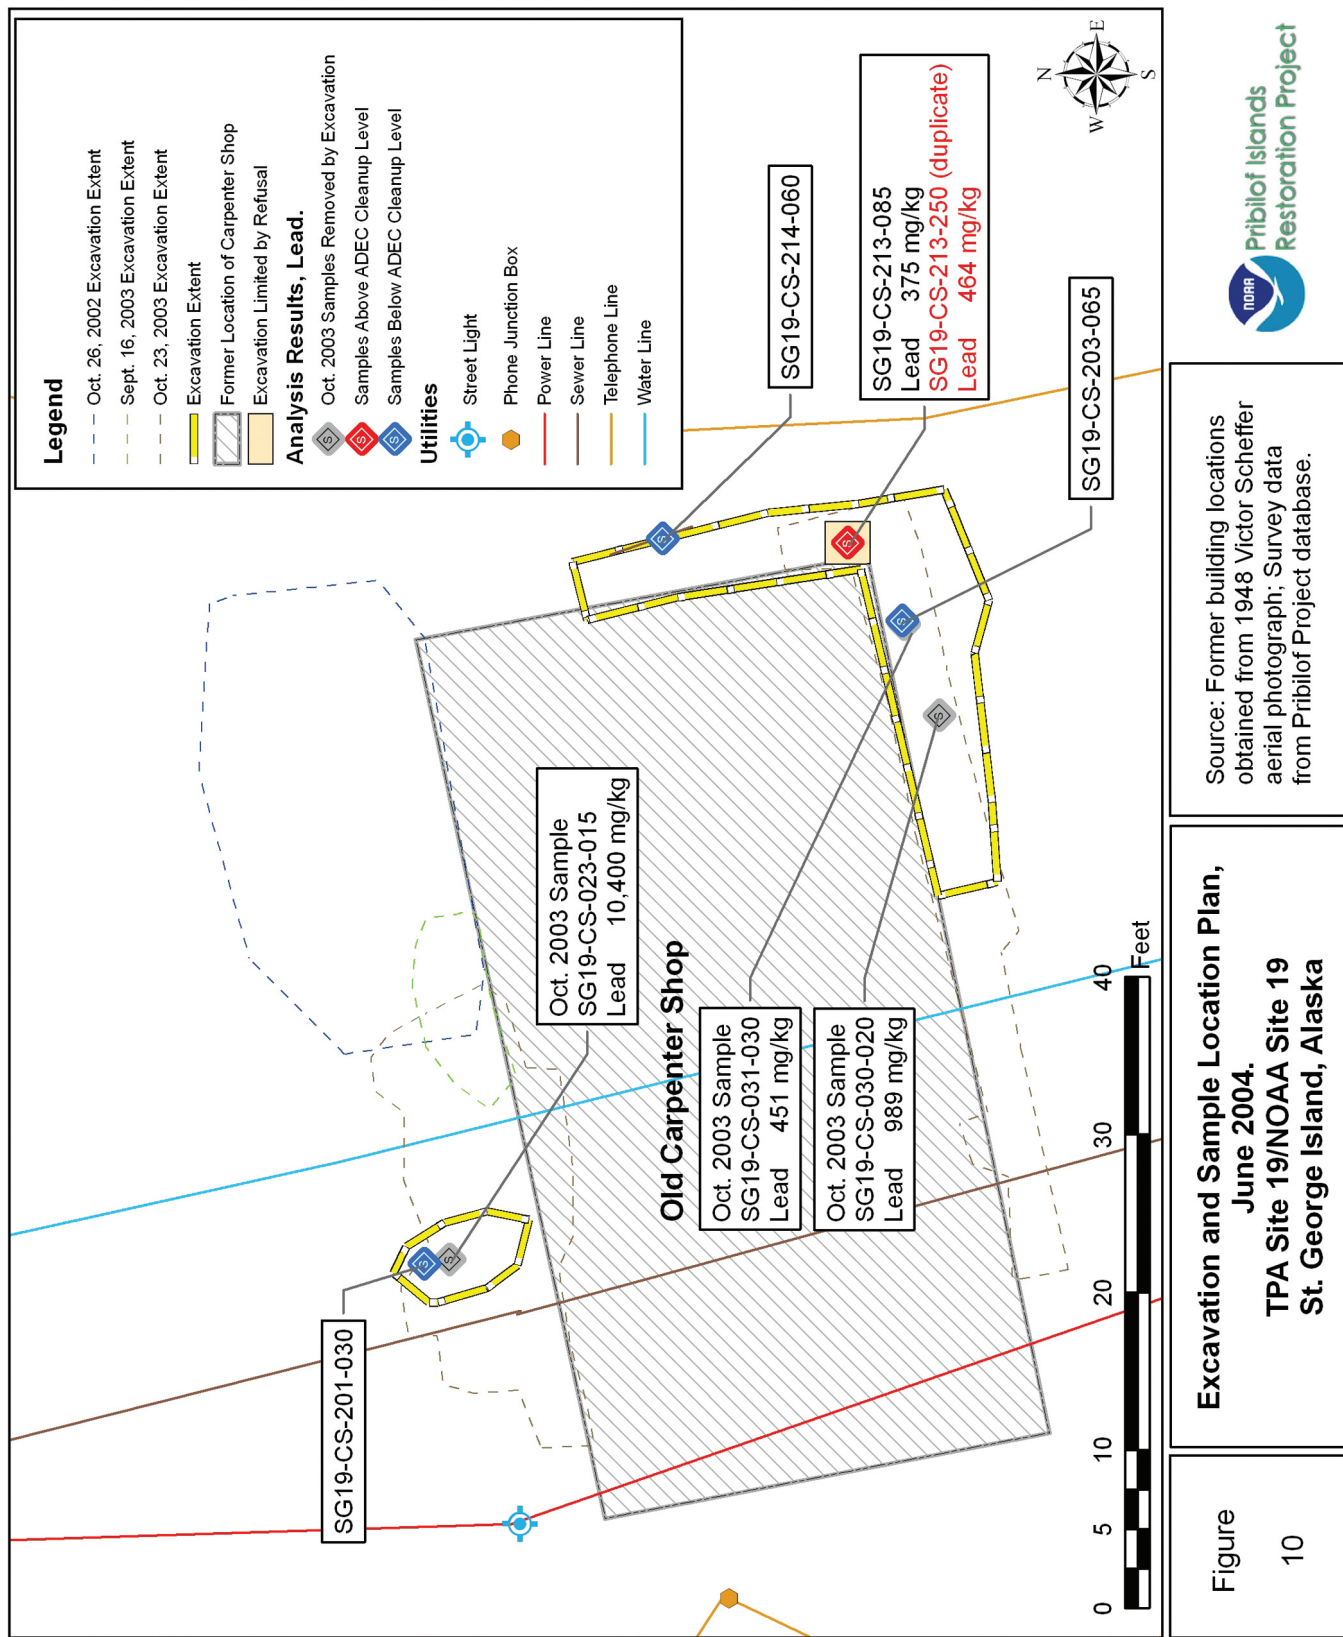 Legend
Oct. 26, 2002 Excavation Extent
Sept. 16, 2003 Excavation Extent
Oct. 23, 2003 Excavation Extent
Excavation Extent
Former Location of Carpenter Shop
Excavation Limited by Refusal
Analysis Results, Lead.
S
Oct. 2003 Samples Removed by Excavation
S
Samples Above ADEC Cleanup Level
S
Samples Below ADEC Cleanup Level
Utilities
Street Light
Phone Junction Box
Power Line
Sewer Line
Telephone Line
Water Line
N
E
S
W
SG19-CS-201-030
S
S
Oct. 2003 Sample
SG19-CS-023-015
Lead 10,400 mg/kg
Old Carpenter Shop
Oct. 2003 Sample
SG19-CS-031-030
Lead 451 mg/kg
Oct. 2003 Sample
SG19-CS-030-020
Lead 989 mg/kg
S
SG19-CS-214-060
S
SG19-CS-213-085
Lead 375 mg/kg
SG19-CS-213-250 (duplicate)
Lead 464 mg/kg
S
S
SG19-CS-203-065
0
5
10
20
30
40
Feet
Figure
10
Excavation and Sample Location Plan,
June 2004.
TPA Site 19/NOAA Site 19
St. George Island, Alaska
Source: Former building locations
obtained from 1948 Victor Scheffer
aerial photograph; Survey data
from Pribilof Project database.
NOAA
Pribilof Islands
Restoration Project